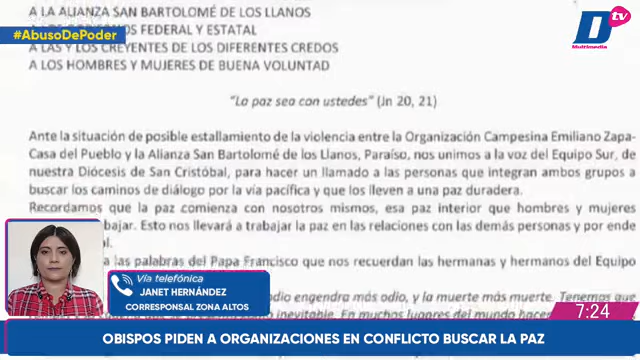 A LA ALIANZA SAN BARTOLOMÉ DE LOS LLANOS
FEDERAL Y ESTATAL
#AbusoDePoder
A LAS Y LOS CREYENTES DE LOS DIFERENTES CREDOS
A LOS HOMBRES Y MUJERES DE BUENA VOLUNTAD
D tv
Multimedia
"La paz sea con ustedes" (Jn 20, 21)
Ante la situación de posible estallamiento de la violencia entre la Organización Campesina Emiliano Zapa-
Casa del Pueblo y la Alianza San Bartolomé de los Llanos, Paraíso, nos unimos a la voz del Equipo Sur, de
nuestra Diócesis de San Cristóbal, para hacer un llamado a las personas que integran ambos grupos a
buscar los caminos de diálogo por la vía pacífica y que los lleven a una paz duradera.
Recordamos que la paz comienza con nosotros mismos, esa paz interior que hombres y mujeres
bajar. Esto nos llevará a trabajar la paz en las relaciones con las demás personas y por ende
al.
a las palabras del Papa Francisco que nos recuerdan las hermanas y hermanos del Equipo
dio engendra más odio, y la muerte más muerte. Tenemos que
inevitable. En muchos lugares del mundo hacen
Vía telefónica
JANET HERNÁNDEZ
CORRESPONSAL ZONA ALTOS
7:24
OBISPOS PIDEN A ORGANIZACIONES EN CONFLICTO BUSCAR LA PAZ